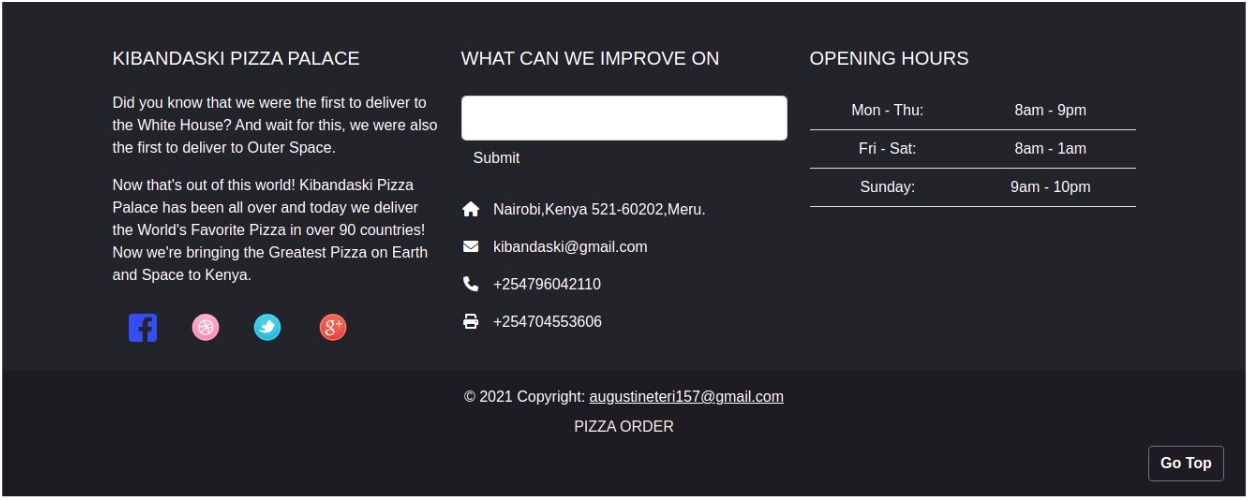 KIBANDASKI PIZZA PALACE
Did you know that we were the first to deliver to
the White House? And wait for this, we were also
the first to deliver to Outer Space.
Now that's out of this world! Kibandaski Pizza
Palace has been all over and today we deliver
the World's Favorite Pizza in over 90 countries!
Now we're bringing the Greatest Pizza on Earth
and Space to Kenya.
g+
WHAT CAN WE IMPROVE ON
Submit
Nairobi,Kenya 521-60202,Meru.
kibandaski@gmail.com
+254796042110
+254704553606
OPENING HOURS
Mon - Thu: 8am - 9pm
Fri - Sat: 8am - 1am
Sunday: 9am - 10pm
© 2021 Copyright: augustineteri157@gmail.com
PIZZA ORDER
Go Top